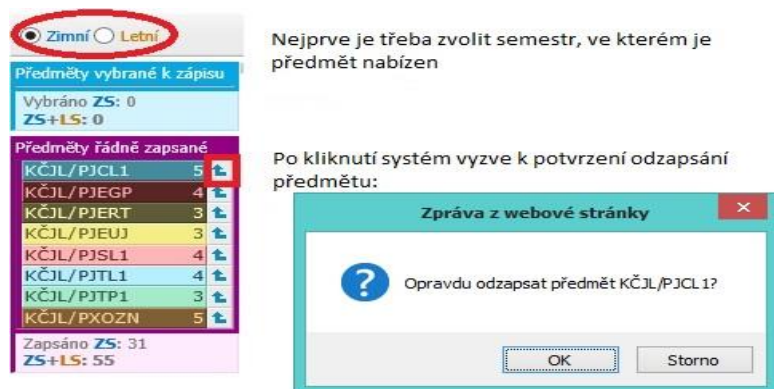 Zimní Letní
Nejprve je třeba zvolit semestr, ve kterém je
předmět nabízen
Předměty vybrané k zápisu
Vybráno ZS: 0
ZS+LS: 0
Předměty řádně zapsané
KČJL/PJCL1 5
KČJL/PJEGP 4
KČJL/PJERT 3
KČJL/PJEUJ 3
KČJL/PJSL1 4
KČJL/PJTL1 4
KČJL/PJTP1 3
KČJL/PXOZN 5
Zapsáno ZS: 31
ZS+LS: 55
Po kliknutí systém vyzve k potvrzení odzapsání
předmětu:
Zpráva z webové stránky
Opravdu odzapsat předmět KČJL/PJCL1?
OK Storno